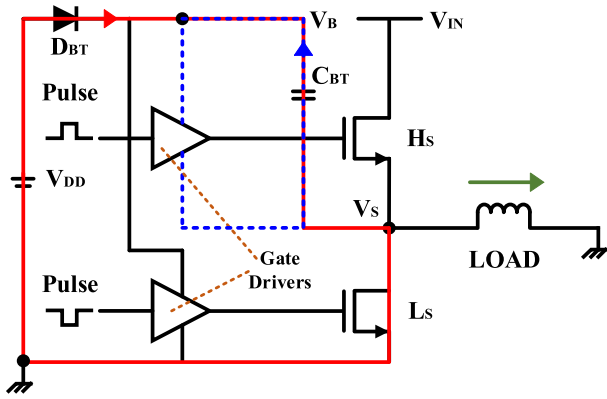 DBT
VB
VIN
CBT
Pulse
HS
VDD
VS
Gate
Drivers
LOAD
Pulse
LS